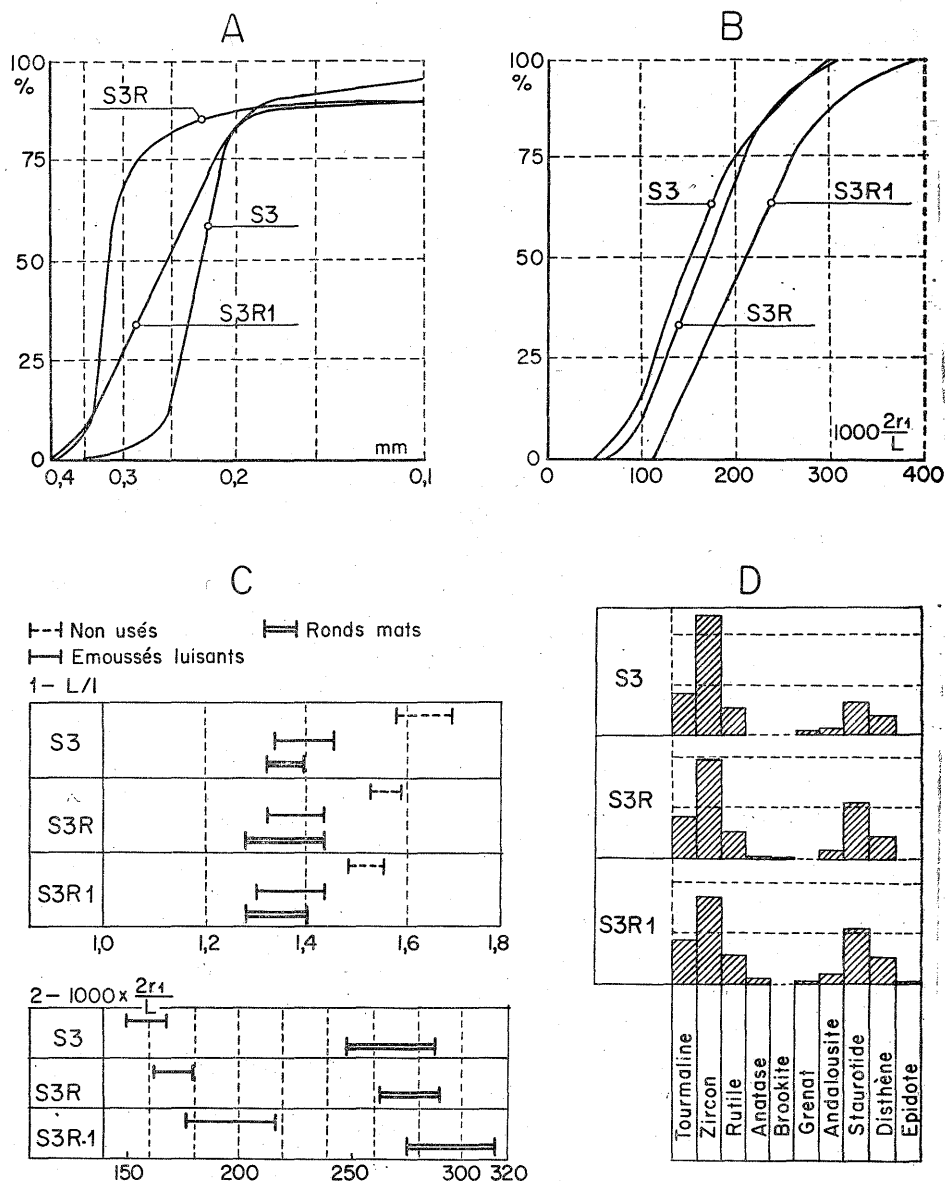 A
100
%
75
50
25
0
S3R
S3
S3R1
mm
0,4
0,3
0,2
0,1
B
100
%
75
50
25
0
S3
S3R1
S3R
1000 2r1/L
0
100
200
300
400
C
Non usés
Ronds mats
Emoussés luisants
1– L/l
S3
S3R
S3R1
1,0
1,2
1,4
1,6
1,8
2– 1000 × 2r1/L
S3
S3R
S3R.1
150
200
250
300
320
D
S3
S3R
S3R1
Tourmaline
Zircon
Rutile
Anatase
Brookite
Grenat
Andalousite
Staurotide
Disthène
Epidote